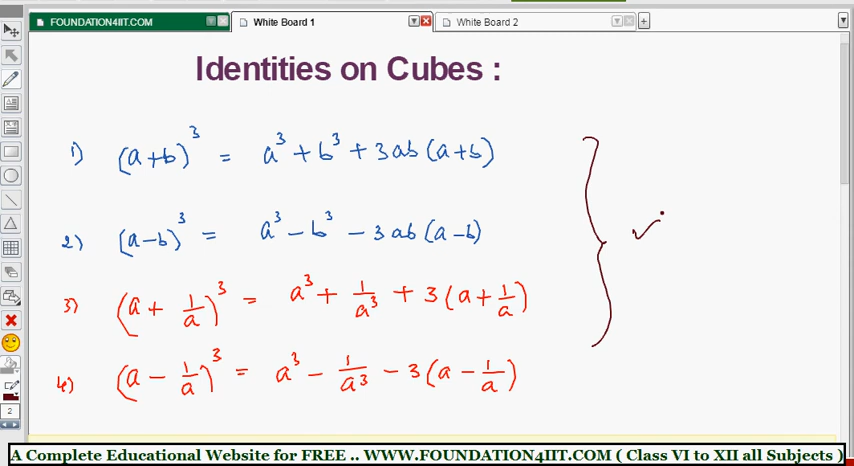 FOUNDATION4IIT.COM White Board 1 White Board 2
Identities on Cubes :
1) (a+b)³ = a³ + b³ + 3ab(a+b)
2) (a-b)³ = a³ - b³ - 3ab(a-b)
3) (a + 1/a)³ = a³ + 1/a³ + 3(a + 1/a)
4) (a - 1/a)³ = a³ - 1/a³ - 3(a - 1/a)
2
A Complete Educational Website for FREE .. WWW.FOUNDATION4IIT.COM ( Class VI to XII all Subjects )